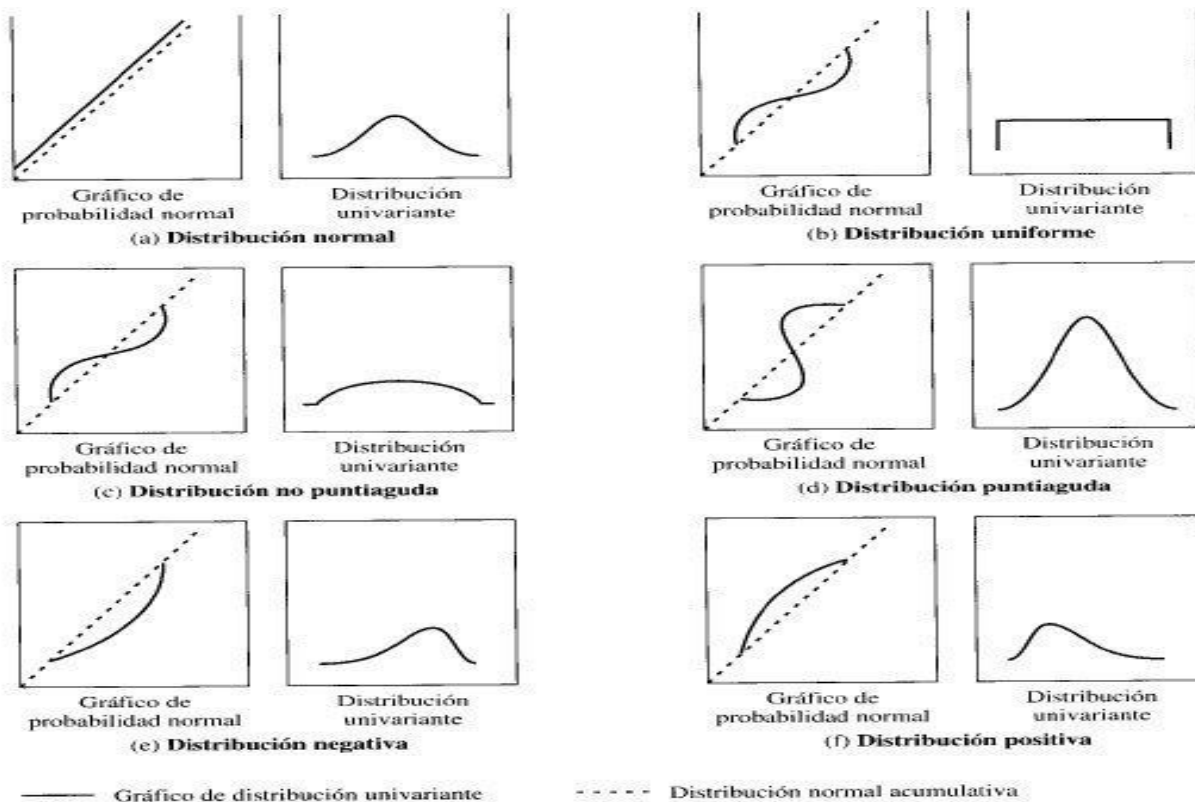 Gráfico de
probabilidad normal
Distribución
univariante
(a) Distribución normal
Gráfico de
probabilidad normal
Distribución
univariante
(b) Distribución uniforme
Gráfico de
probabilidad normal
Distribución
univariante
(c) Distribución no puntiaguda
Gráfico de
probabilidad normal
Distribución
univariante
(d) Distribución puntiaguda
Gráfico de
probabilidad normal
Distribución
univariante
(e) Distribución negativa
Gráfico de
probabilidad normal
Distribución
univariante
(f) Distribución positiva
Gráfico de distribución univariante
Distribución normal acumulativa